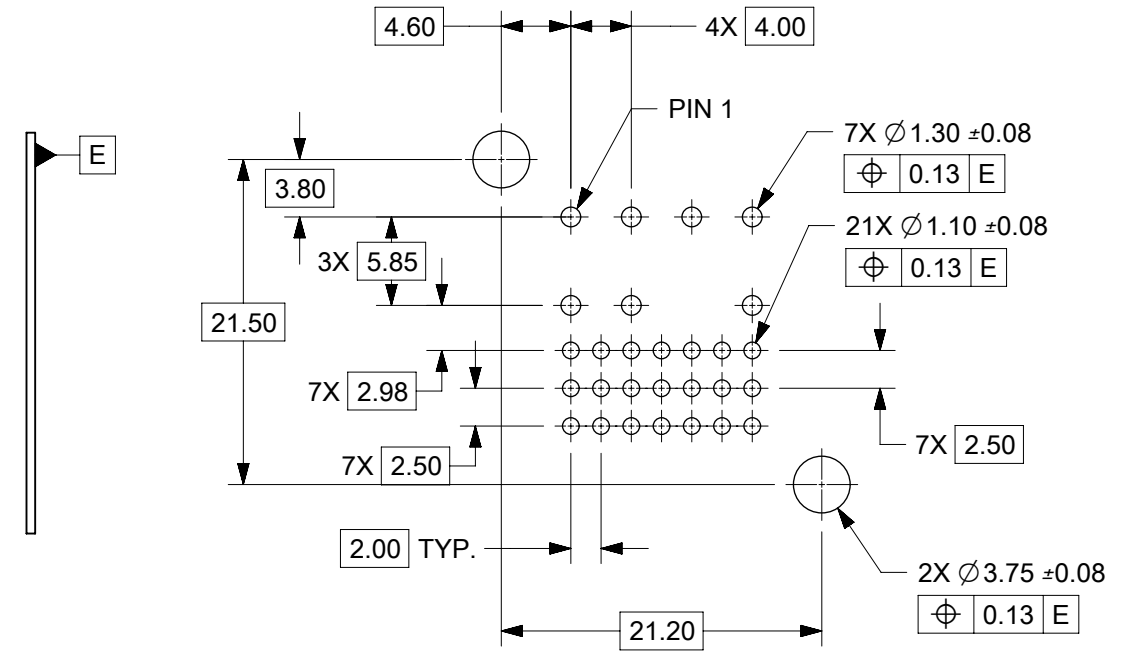 4.60
4X 4.00
PIN 1
E
7X ∅1.30 ±0.08
⌖ 0.13 E
3.80
21X ∅1.10 ±0.08
⌖ 0.13 E
3X 5.85
21.50
7X 2.98
7X 2.50
7X 2.50
2.00 TYP.
2X ∅3.75 ±0.08
⌖ 0.13 E
21.20